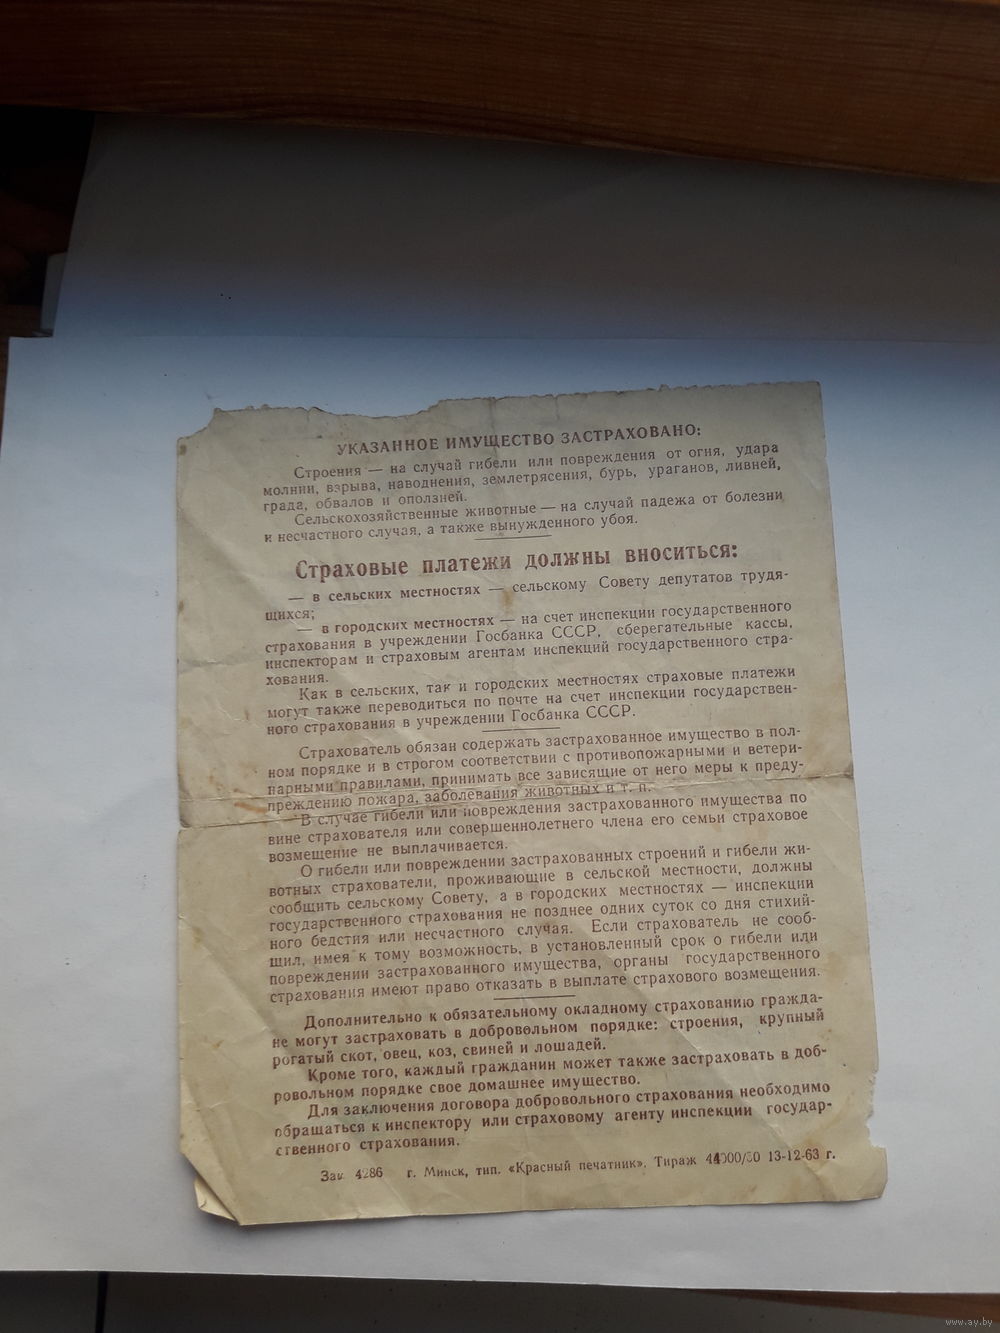 УКАЗАННОЕ ИМУЩЕСТВО ЗАСТРАХОВАНО:
Строения — на случай гибели или повреждения от огня, удара
молнии, взрыва, наводнения, землетрясения, бурь, ураганов, ливней,
града, обвалов и оползней.
Сельскохозяйственные животные — на случай падежа от болезни
и несчастного случая, а также вынужденного убоя.
Страховые платежи должны вноситься:
— в сельских местностях — сельскому Совету депутатов трудя-
щихся;
— в городских местностях — на счет инспекции государственного
страхования в учреждении Госбанка СССР, сберегательные кассы,
инспекторам и страховым агентам инспекций государственного стра-
хования.
Как в сельских, так и городских местностях страховые платежи
могут также переводиться по почте на счет инспекции государствен-
ного страхования в учреждении Госбанка СССР.
Страхователь обязан содержать застрахованное имущество в пол-
ном порядке и в строгом соответствии с противопожарными и ветери-
нарными правилами, принимать все зависящие от него меры к преду-
преждению пожара, заболевания животных и т. п.
В случае гибели или повреждения застрахованного имущества по
вине страхователя или совершеннолетнего члена его семьи страховое
возмещение не выплачивается.
О гибели или повреждении застрахованных строений и гибели жи-
вотных страхователи, проживающие в сельской местности, должны
сообщить сельскому Совету, а в городских местностях — инспекции
государственного страхования не позднее одних суток со дня стихий-
ного бедствия или несчастного случая. Если страхователь не сооб-
щил, имея к тому возможность, в установленный срок о гибели или
повреждении застрахованного имущества, органы государственного
страхования имеют право отказать в выплате страхового возмещения.
Дополнительно к обязательному окладному страхованию гражда-
не могут застраховать в добровольном порядке: строения, крупный
рогатый скот, овец, коз, свиней и лошадей.
Кроме того, каждый гражданин может также застраховать в доб-
ровольном порядке свое домашнее имущество.
Для заключения договора добровольного страхования необходимо
обращаться к инспектору или страховому агенту инспекции государ-
ственного страхования.
Зак. 4286 г. Минск, тип. «Красный печатник». Тираж 13-12-63 г.
www.ay.by